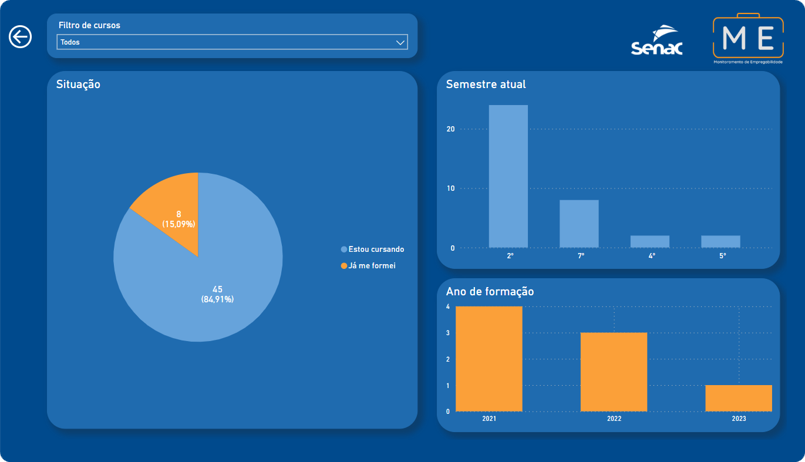 Filtro de cursos
Todos
Senac
ME
Monitoramento de Empregabilidade
Situação
8
(15,09%)
45
(84,91%)
Estou cursando
Já me formei
Semestre atual
20
10
0
2º
7º
4º
5º
Ano de formação
4
3
2
1
0
2021
2022
2023